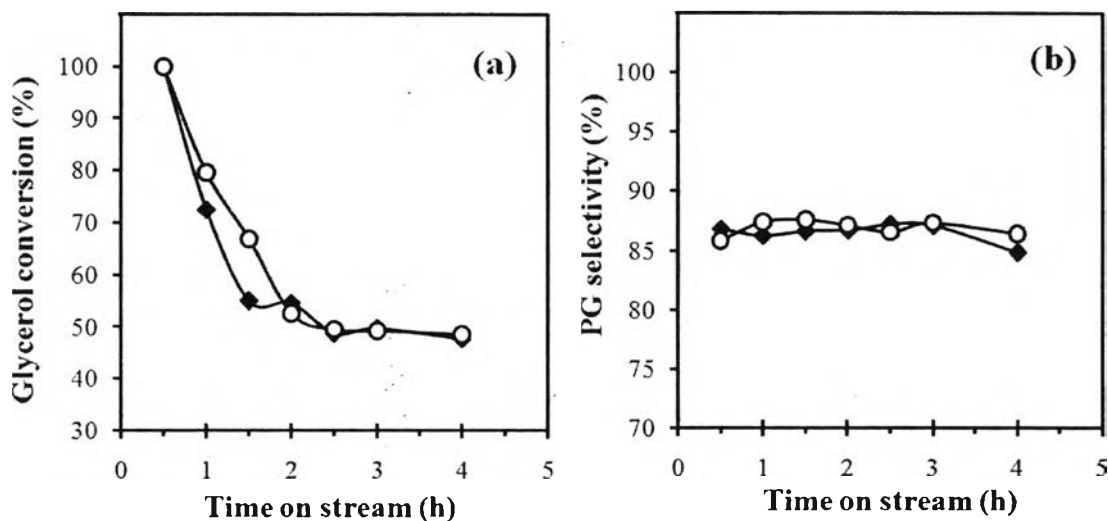 (a)
Glycerol conversion (%)
100
90
80
70
60
50
40
30
0 1 2 3 4 5
Time on stream (h)
(b)
PG selectivity (%)
100
95
90
85
80
75
70
0 1 2 3 4 5
Time on stream (h)